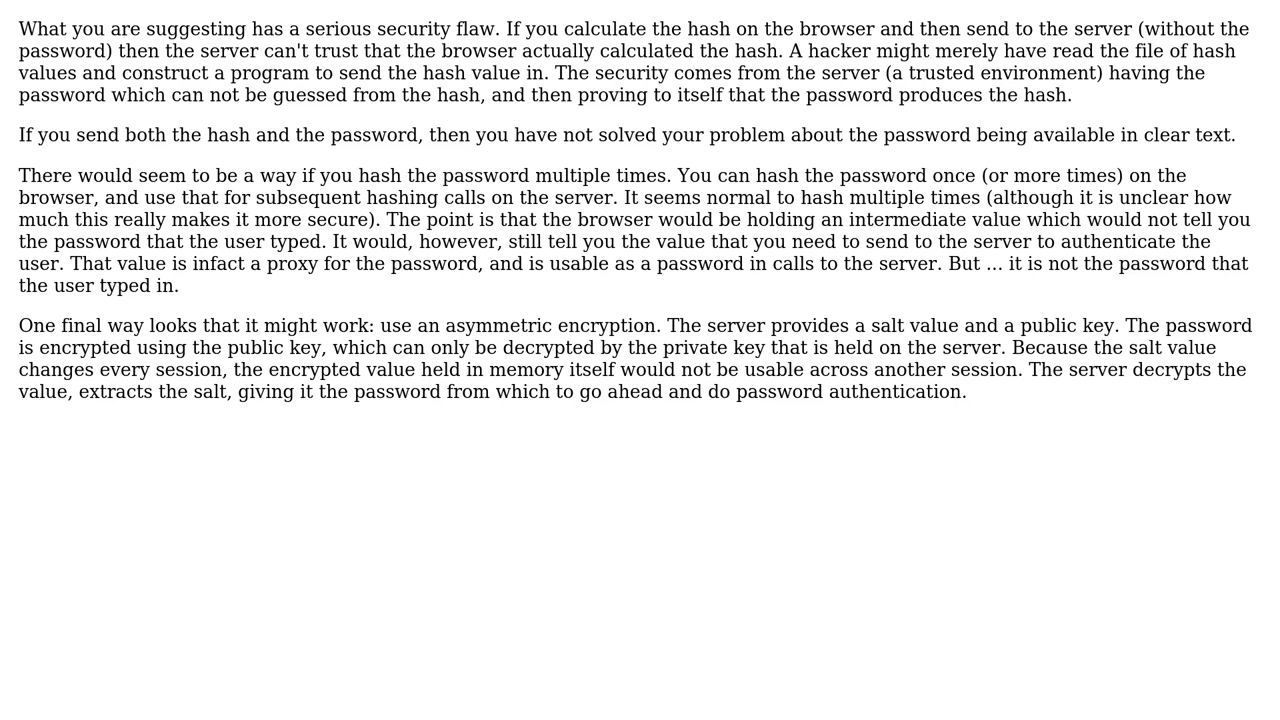 What you are suggesting has a serious security flaw. If you calculate the hash on the browser and then send to the server (without the
password) then the server can't trust that the browser actually calculated the hash. A hacker might merely have read the file of hash
values and construct a program to send the hash value in. The security comes from the server (a trusted environment) having the
password which can not be guessed from the hash, and then proving to itself that the password produces the hash.
If you send both the hash and the password, then you have not solved your problem about the password being available in clear text.
There would seem to be a way if you hash the password multiple times. You can hash the password once (or more times) on the
browser, and use that for subsequent hashing calls on the server. It seems normal to hash multiple times (although it is unclear how
much this really makes it more secure). The point is that the browser would be holding an intermediate value which would not tell you
the password that the user typed. It would, however, still tell you the value that you need to send to the server to authenticate the
user. That value is infact a proxy for the password, and is usable as a password in calls to the server. But ... it is not the password that
the user typed in.
One final way looks that it might work: use an asymmetric encryption. The server provides a salt value and a public key. The password
is encrypted using the public key, which can only be decrypted by the private key that is held on the server. Because the salt value
changes every session, the encrypted value held in memory itself would not be usable across another session. The server decrypts the
value, extracts the salt, giving it the password from which to go ahead and do password authentication.